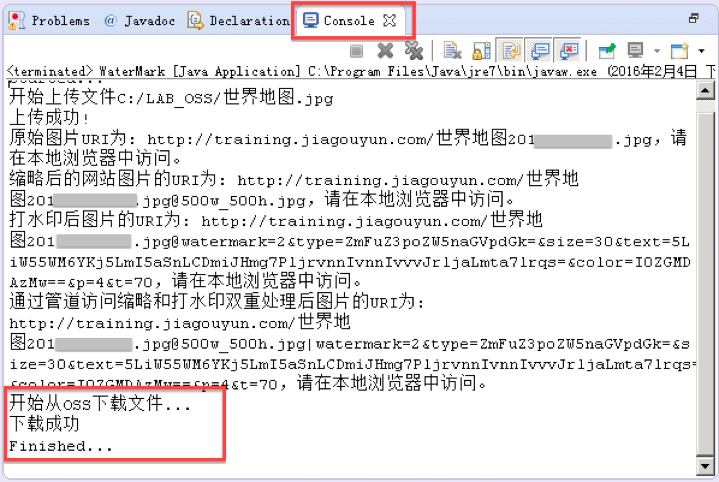 Problems @ Javadoc Declaration Console
<terminated> WaterMark [Java Application] C:\Program Files\Java\jre7\bin\javaw.exe (2016年2月4日 下
开始上传文件C:/LAB_OSS/世界地图.jpg
上传成功!
原始图片URI为: http://training.jiagouyun.com/世界地图201 .jpg，请
在本地浏览器中访问。
缩略后的网站图片的URI为: http://training.jiagouyun.com/世界地
图201 .jpg@500w_500h.jpg，请在本地浏览器中访问。
打水印后图片的URI为: http://training.jiagouyun.com/世界地
图201 .jpg@watermark=2&type=ZmFuZ3poZW5naGVpdGk=&size=30&text=5L
iW55WM6YKj5LmI5aSnLCDmiJHmg7PljrvnnIvnnIvvvJrljaLmta7lrqs=&color=IOZGMD
AzMw==&p=4&t=70，请在本地浏览器中访问。
通过管道访问缩略和打水印双重处理后图片的URI为:
http://training.jiagouyun.com/世界地
图201 .jpg@500w_500h.jpg|watermark=2&type=ZmFuZ3poZW5naGVpdGk=&s
ize=30&text=5LiW55WM6YKj5LmI5aSnLCDmiJHmg7PljrvnnIvnnIvvvJrljaLmta7lrqs=
&color=IOZGMDAzMw==&p=4&t=70，请在本地浏览器中访问。
开始从oss下载文件...
下载成功
Finished...